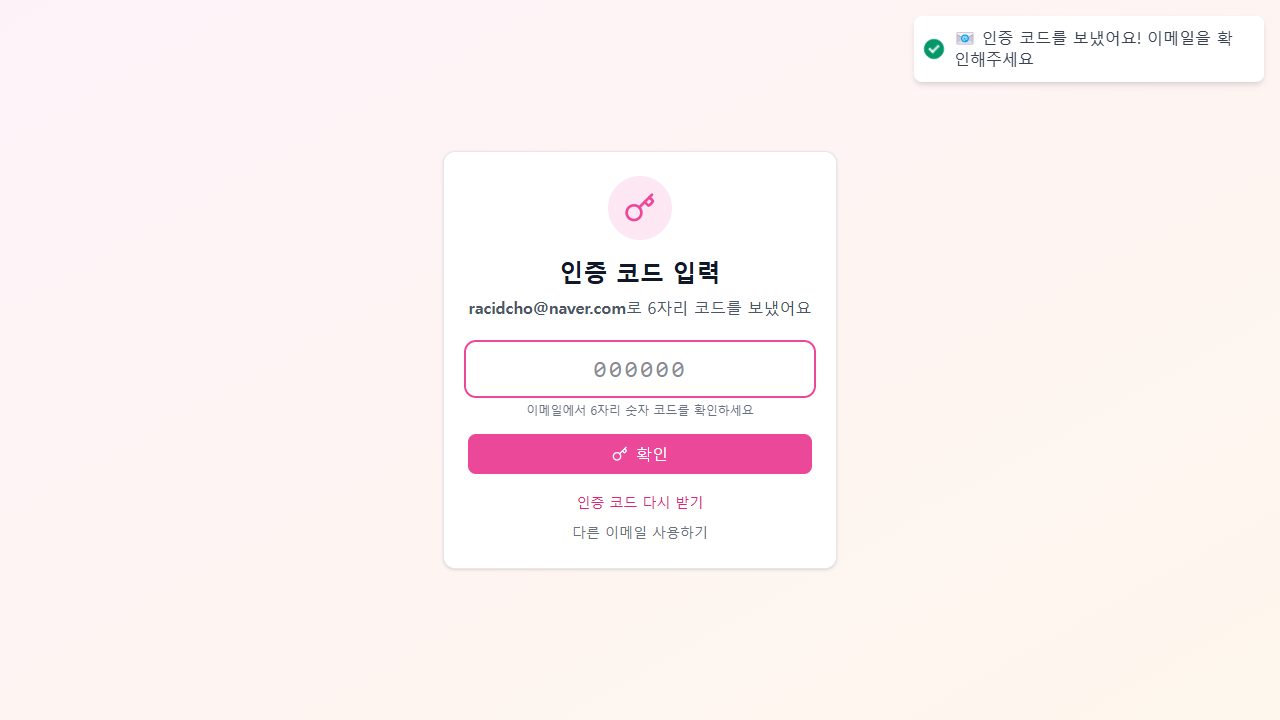 📧 인증 코드를 보냈어요! 이메일을 확
인해주세요
인증 코드 입력
racidcho@naver.com로 6자리 코드를 보냈어요
000000
이메일에서 6자리 숫자 코드를 확인하세요
확인
인증 코드 다시 받기
다른 이메일 사용하기